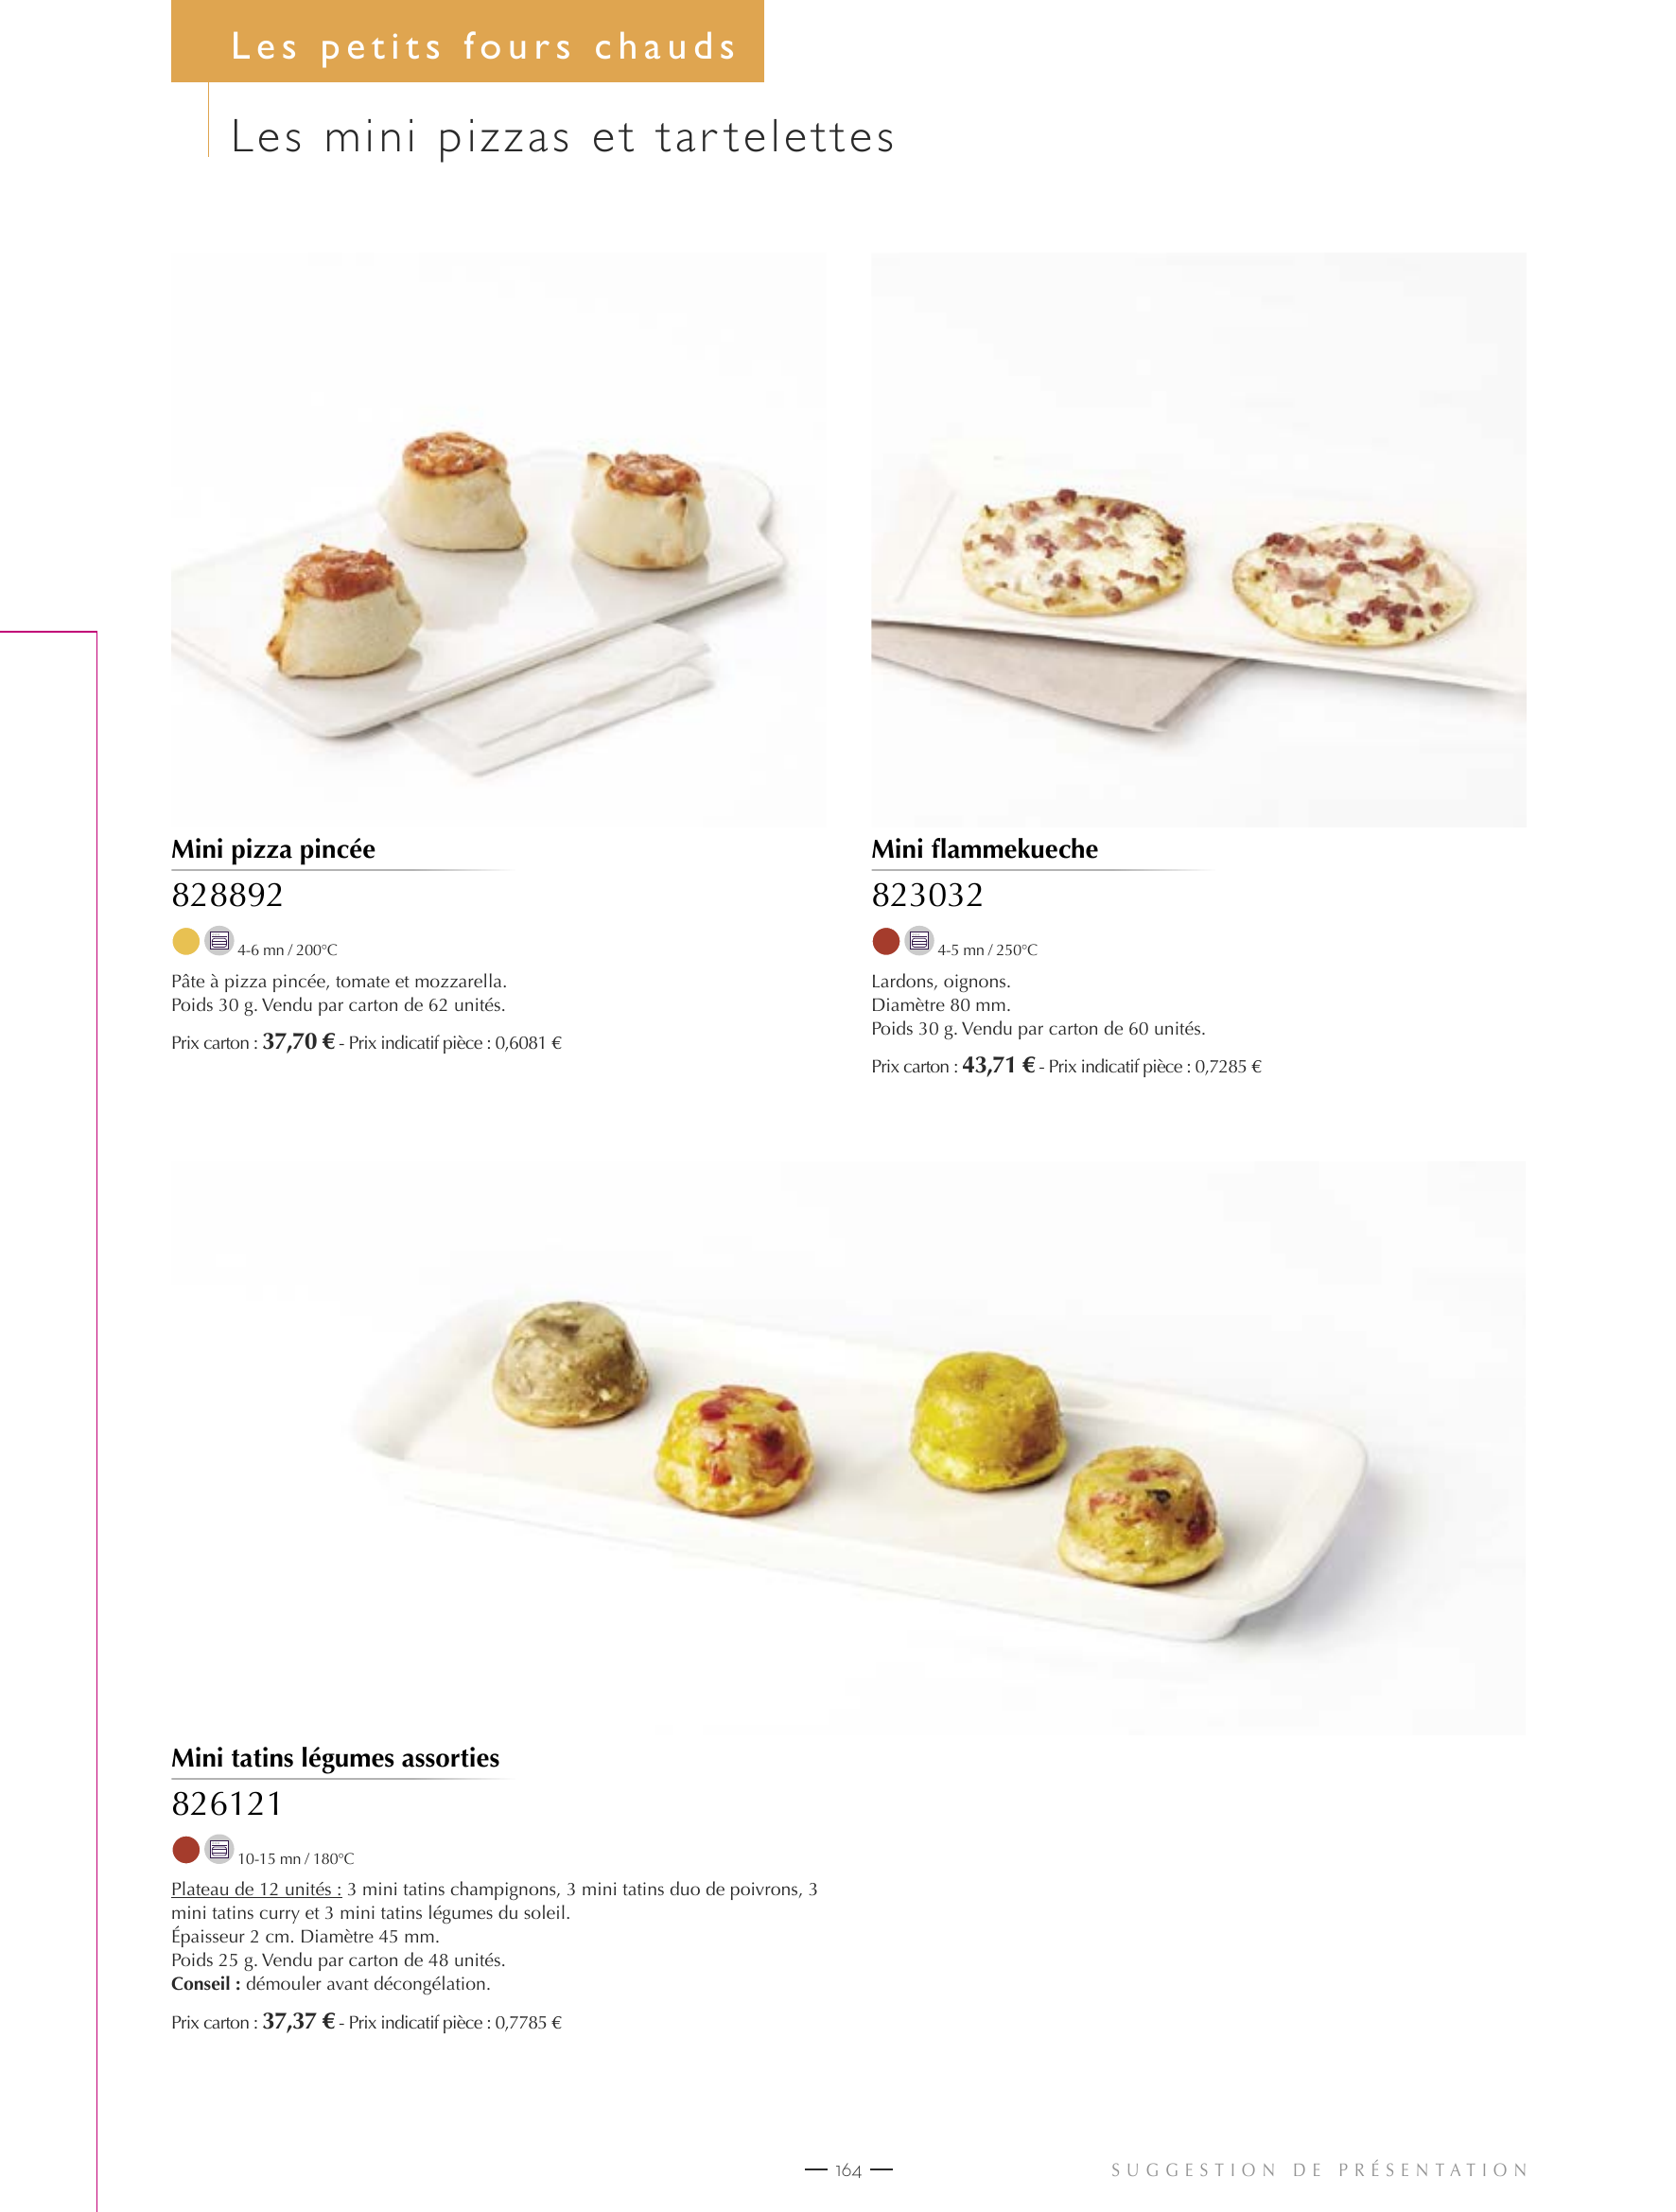 Les petits fours chauds
Les mini pizzas et tartelettes
Mini pizza pincée
828892
4-6 mn / 200°C
Pâte à pizza pincée, tomate et mozzarella.
Poids 30 g. Vendu par carton de 62 unités.
Prix carton : 37,70 € - Prix indicatif pièce : 0,6081 €
Mini flammekueche
823032
4-5 mn / 250°C
Lardons, oignons.
Diamètre 80 mm.
Poids 30 g. Vendu par carton de 60 unités.
Prix carton : 43,71 € - Prix indicatif pièce : 0,7285 €
Mini tatins légumes assorties
826121
10-15 mn / 180°C
Plateau de 12 unités : 3 mini tatins champignons, 3 mini tatins duo de poivrons, 3
mini tatins curry et 3 mini tatins légumes du soleil.
Épaisseur 2 cm. Diamètre 45 mm.
Poids 25 g. Vendu par carton de 48 unités.
Conseil : démouler avant décongélation.
Prix carton : 37,37 € - Prix indicatif pièce : 0,7785 €
— 164 —
SUGGESTION DE PRÉSENTATION